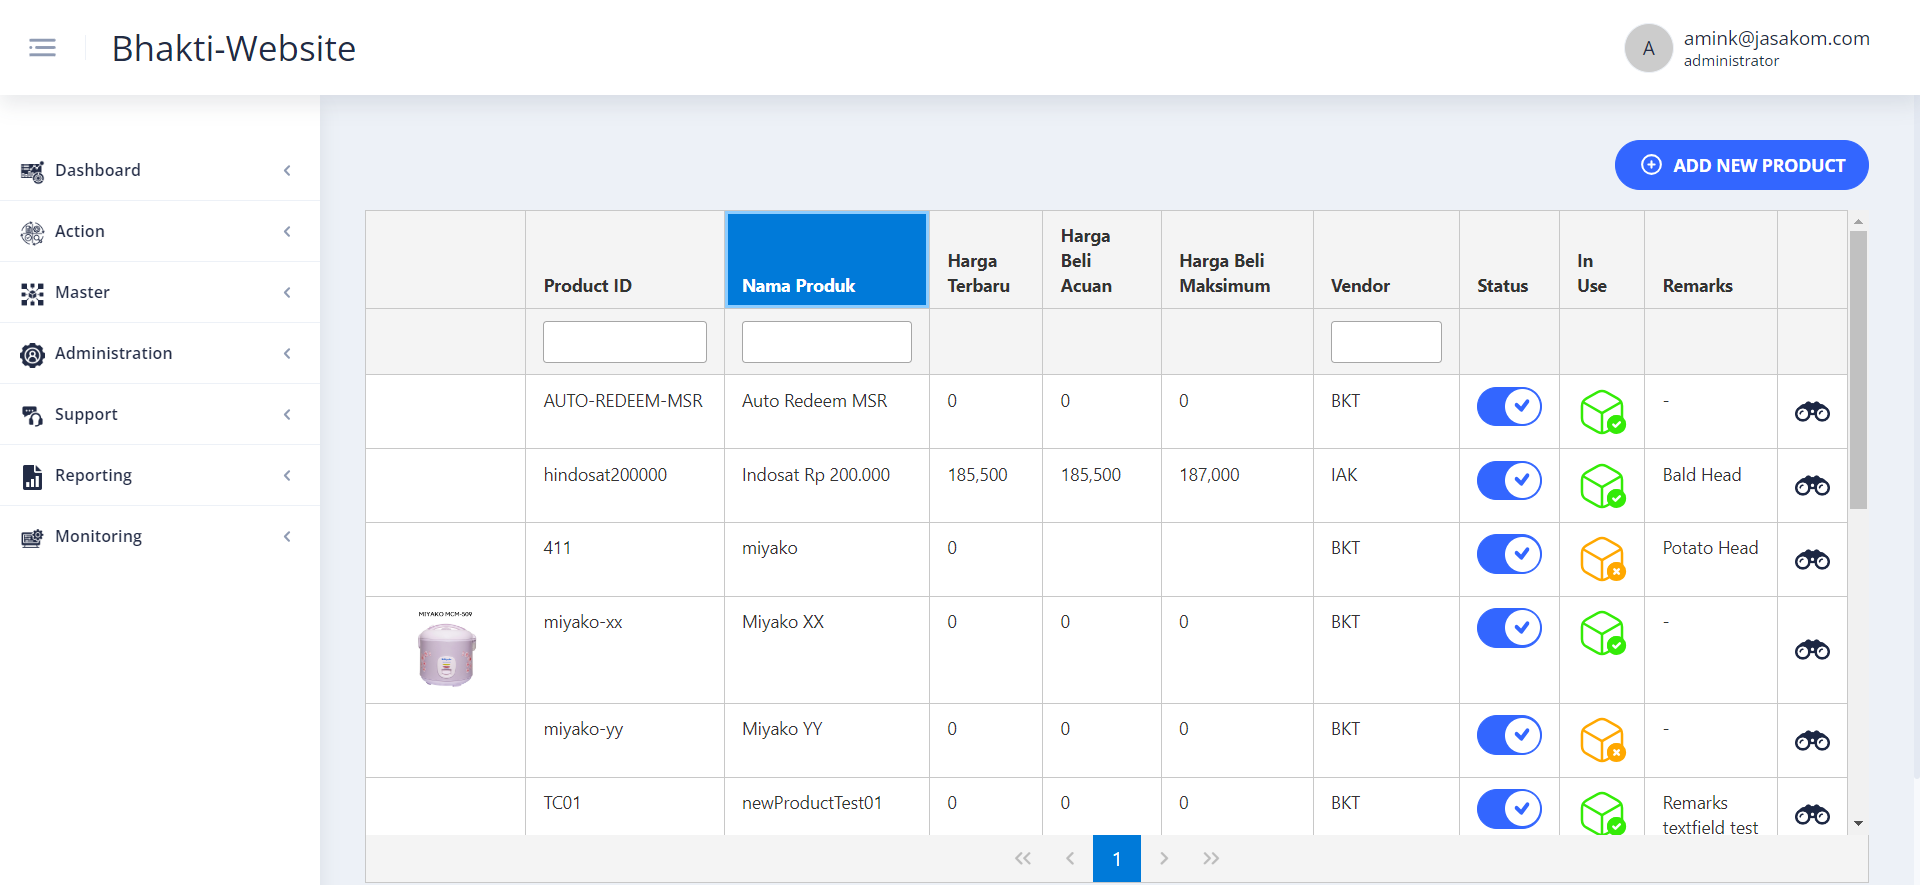 Bhakti-Website
A
amink@jasakom.com
administrator
Dashboard
Action
Master
Administration
Support
Reporting
Monitoring
ADD NEW PRODUCT
Product ID
Nama Produk
Harga
Terbaru
Harga
Beli
Acuan
Harga Beli
Maksimum
Vendor
Status
In
Use
Remarks
AUTO-REDEEM-MSR Auto Redeem MSR 0 0 0 BKT -
hindosat200000 Indosat Rp 200.000 185,500 185,500 187,000 IAK Bald Head
411 miyako 0 BKT Potato Head
MIYAKO MCM-509
miyako-xx Miyako XX 0 0 0 BKT -
miyako-yy Miyako YY 0 0 0 BKT -
TC01 newProductTest01 0 0 0 BKT Remarks
textfield test
1